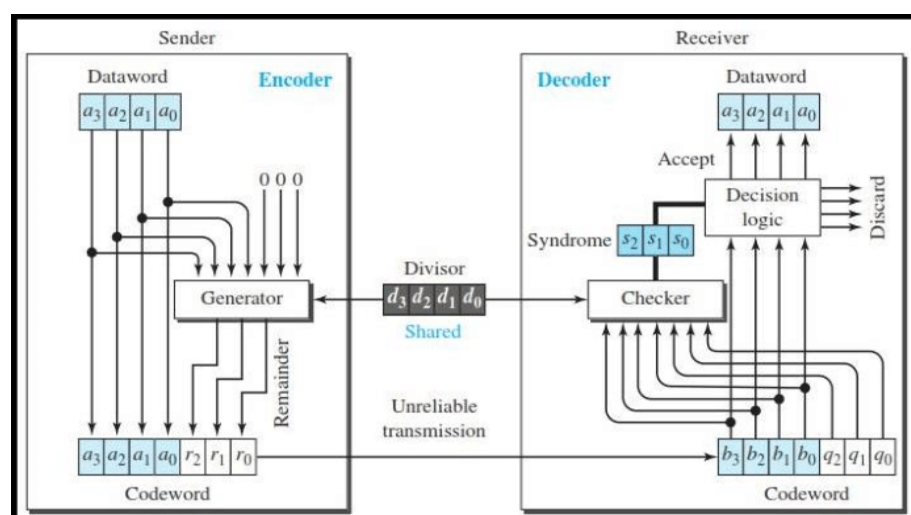 Sender
Receiver
Dataword
Encoder
Decoder
Dataword
a3 a2 a1 a0
a3 a2 a1 a0
0 0 0
Accept
Decision
logic
Discard
Syndrome
s2 s1 s0
Divisor
Generator
d3 d2 d1 d0
Checker
Shared
Remainder
Unreliable
transmission
a3 a2 a1 a0 r2 r1 r0
b3 b2 b1 b0 q2 q1 q0
Codeword
Codeword